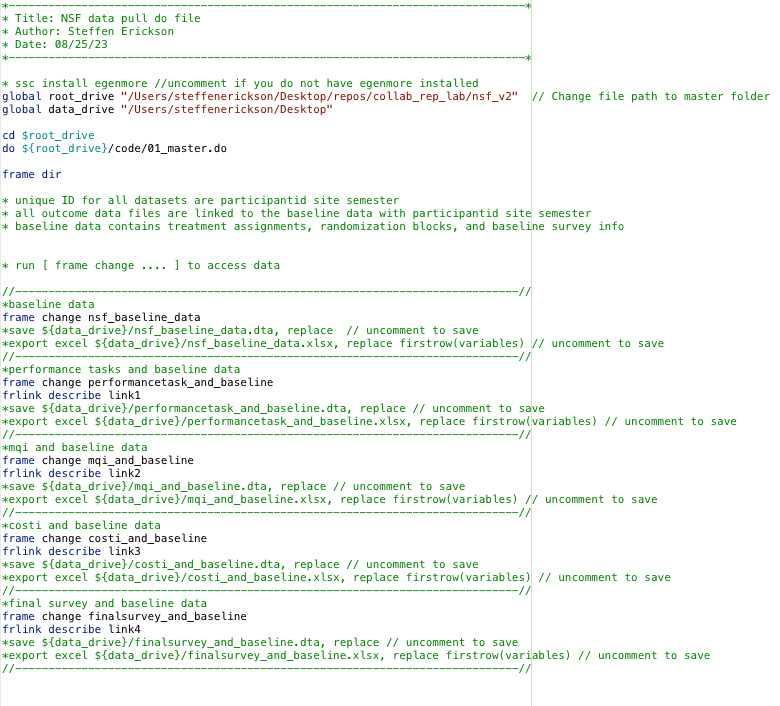 *------------------------------------------------------------------------------*
* Title: NSF data pull do file
* Author: Steffen Erickson
* Date: 08/25/23
*------------------------------------------------------------------------------*
* ssc install egenmore //uncomment if you do not have egenmore installed
global root_drive "/Users/steffenerickson/Desktop/repos/collab_rep_lab/nsf_v2"  // Change file path to master folder
global data_drive "/Users/steffenerickson/Desktop"
cd $root_drive
do ${root_drive}/code/01_master.do
frame dir
* unique ID for all datasets are participantid site semester
* all outcome data files are linked to the baseline data with participantid site semester
* baseline data contains treatment assignments, randomization blocks, and baseline survey info
* run [ frame change .... ] to access data
//----------------------------------------------------------------------------//
*baseline data
frame change nsf_baseline_data
*save ${data_drive}/nsf_baseline_data.dta, replace  // uncomment to save
*export excel ${data_drive}/nsf_baseline_data.xlsx, replace firstrow(variables) // uncomment to save
//----------------------------------------------------------------------------//
*performance tasks and baseline data
frame change performancetask_and_baseline
frlink describe link1
*save ${data_drive}/performancetask_and_baseline.dta, replace // uncomment to save
*export excel ${data_drive}/performancetask_and_baseline.xlsx, replace firstrow(variables) // uncomment to save
//----------------------------------------------------------------------------//
*mqi and baseline data
frame change mqi_and_baseline
frlink describe link2
*save ${data_drive}/mqi_and_baseline.dta, replace // uncomment to save
*export excel ${data_drive}/mqi_and_baseline.xlsx, replace firstrow(variables) // uncomment to save
//----------------------------------------------------------------------------//
*costi and baseline data
frame change costi_and_baseline
frlink describe link3
*save ${data_drive}/costi_and_baseline.dta, replace // uncomment to save
*export excel ${data_drive}/costi_and_baseline.xlsx, replace firstrow(variables) // uncomment to save
//----------------------------------------------------------------------------//
*final survey and baseline data
frame change finalsurvey_and_baseline
frlink describe link4
*save ${data_drive}/finalsurvey_and_baseline.dta, replace // uncomment to save
*export excel ${data_drive}/finalsurvey_and_baseline.xlsx, replace firstrow(variables) // uncomment to save
//----------------------------------------------------------------------------//